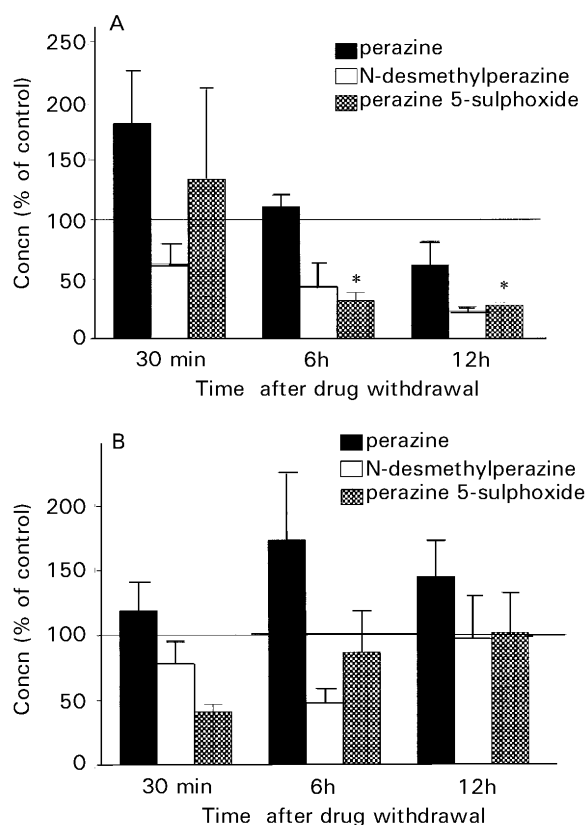 A
250
200
150
100
50
0
Concn (% of control)
perazine
N-desmethylperazine
perazine 5-sulphoxide
*
*
30 min 6h 12h
Time after drug withdrawal
B
200
150
100
50
0
Concn (% of control)
perazine
N-desmethylperazine
perazine 5-sulphoxide
30 min 6h 12h
Time after drug withdrawal